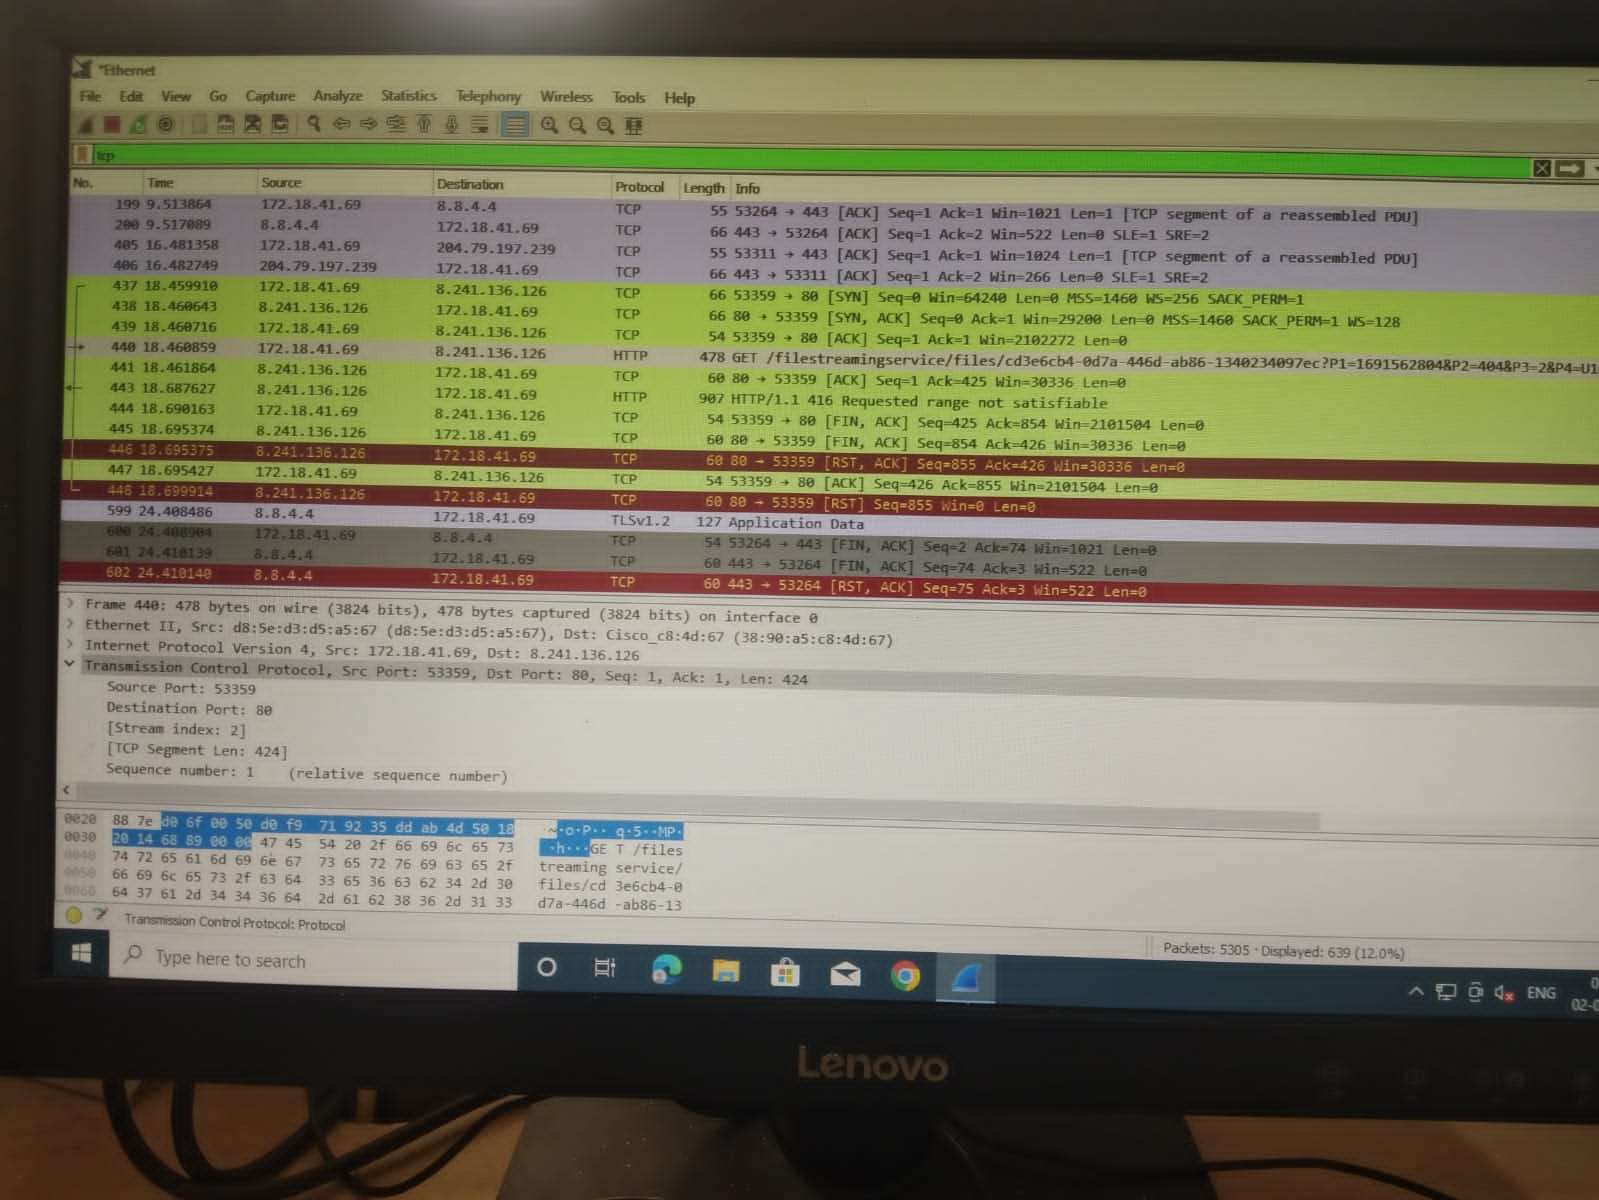 *Ethernet
File Edit View Go Capture Analyze Statistics Telephony Wireless Tools Help
tcp
No. Time Source Destination Protocol Length Info
199 9.513864 172.18.41.69 8.8.4.4 TCP 55 53264 → 443 [ACK] Seq=1 Ack=1 Win=1021 Len=1 [TCP segment of a reassembled PDU]
200 9.517089 8.8.4.4 172.18.41.69 TCP 66 443 → 53264 [ACK] Seq=1 Ack=2 Win=522 Len=0 SLE=1 SRE=2
405 16.481358 172.18.41.69 204.79.197.239 TCP 55 53311 → 443 [ACK] Seq=1 Ack=1 Win=1024 Len=1 [TCP segment of a reassembled PDU]
406 16.482749 204.79.197.239 172.18.41.69 TCP 66 443 → 53311 [ACK] Seq=1 Ack=2 Win=266 Len=0 SLE=1 SRE=2
437 18.459910 172.18.41.69 8.241.136.126 TCP 66 53359 → 80 [SYN] Seq=0 Win=64240 Len=0 MSS=1460 WS=256 SACK_PERM=1
438 18.460643 8.241.136.126 172.18.41.69 TCP 66 80 → 53359 [SYN, ACK] Seq=0 Ack=1 Win=29200 Len=0 MSS=1460 SACK_PERM=1 WS=128
439 18.460716 172.18.41.69 8.241.136.126 TCP 54 53359 → 80 [ACK] Seq=1 Ack=1 Win=2102272 Len=0
440 18.460859 172.18.41.69 8.241.136.126 HTTP 478 GET /filestreamingservice/files/cd3e6cb4-0d7a-446d-ab86-1340234097ec?P1=1691562804&P2=404&P3=2&P4=U1
441 18.461864 8.241.136.126 172.18.41.69 TCP 60 80 → 53359 [ACK] Seq=1 Ack=425 Win=30336 Len=0
443 18.687627 8.241.136.126 172.18.41.69 HTTP 907 HTTP/1.1 416 Requested range not satisfiable
444 18.690163 172.18.41.69 8.241.136.126 TCP 54 53359 → 80 [FIN, ACK] Seq=425 Ack=854 Win=2101504 Len=0
445 18.695374 8.241.136.126 172.18.41.69 TCP 60 80 → 53359 [FIN, ACK] Seq=854 Ack=426 Win=30336 Len=0
446 18.695375 8.241.136.126 172.18.41.69 TCP 60 80 → 53359 [RST, ACK] Seq=855 Ack=426 Win=30336 Len=0
447 18.695427 172.18.41.69 8.241.136.126 TCP 54 53359 → 80 [ACK] Seq=426 Ack=855 Win=2101504 Len=0
448 18.699914 8.241.136.126 172.18.41.69 TCP 60 80 → 53359 [RST] Seq=855 Win=0 Len=0
599 24.408486 8.8.4.4 172.18.41.69 TLSv1.2 127 Application Data
600 24.408904 172.18.41.69 8.8.4.4 TCP 54 53264 → 443 [FIN, ACK] Seq=2 Ack=74 Win=1021 Len=0
601 24.410139 8.8.4.4 172.18.41.69 TCP 60 443 → 53264 [FIN, ACK] Seq=74 Ack=3 Win=522 Len=0
602 24.410140 8.8.4.4 172.18.41.69 TCP 60 443 → 53264 [RST, ACK] Seq=75 Ack=3 Win=522 Len=0
Frame 440: 478 bytes on wire (3824 bits), 478 bytes captured (3824 bits) on interface 0
Ethernet II, Src: d8:5e:d3:d5:a5:67 (d8:5e:d3:d5:a5:67), Dst: Cisco_c8:4d:67 (38:90:a5:c8:4d:67)
Internet Protocol Version 4, Src: 172.18.41.69, Dst: 8.241.136.126
Transmission Control Protocol, Src Port: 53359, Dst Port: 80, Seq: 1, Ack: 1, Len: 424
Source Port: 53359
Destination Port: 80
[Stream index: 2]
[TCP Segment Len: 424]
Sequence number: 1 (relative sequence number)
0020 88 7e d0 6f 00 50 d0 f9 71 92 35 dd ab 4d 50 18 ·~·o·P·· q·5··MP·
0030 20 14 68 89 00 00 47 45 54 20 2f 66 69 6c 65 73 ·h···GE T /files
0040 74 72 65 61 6d 69 6e 67 73 65 72 76 69 63 65 2f treaming service/
0050 66 69 6c 65 73 2f 63 64 33 65 36 63 62 34 2d 30 files/cd 3e6cb4-0
0060 64 37 61 2d 34 34 36 64 2d 61 62 38 36 2d 31 33 d7a-446d -ab86-13
Transmission Control Protocol: Protocol
Packets: 5305 · Displayed: 639 (12.0%)
Type here to search
ENG
02-0
Lenovo